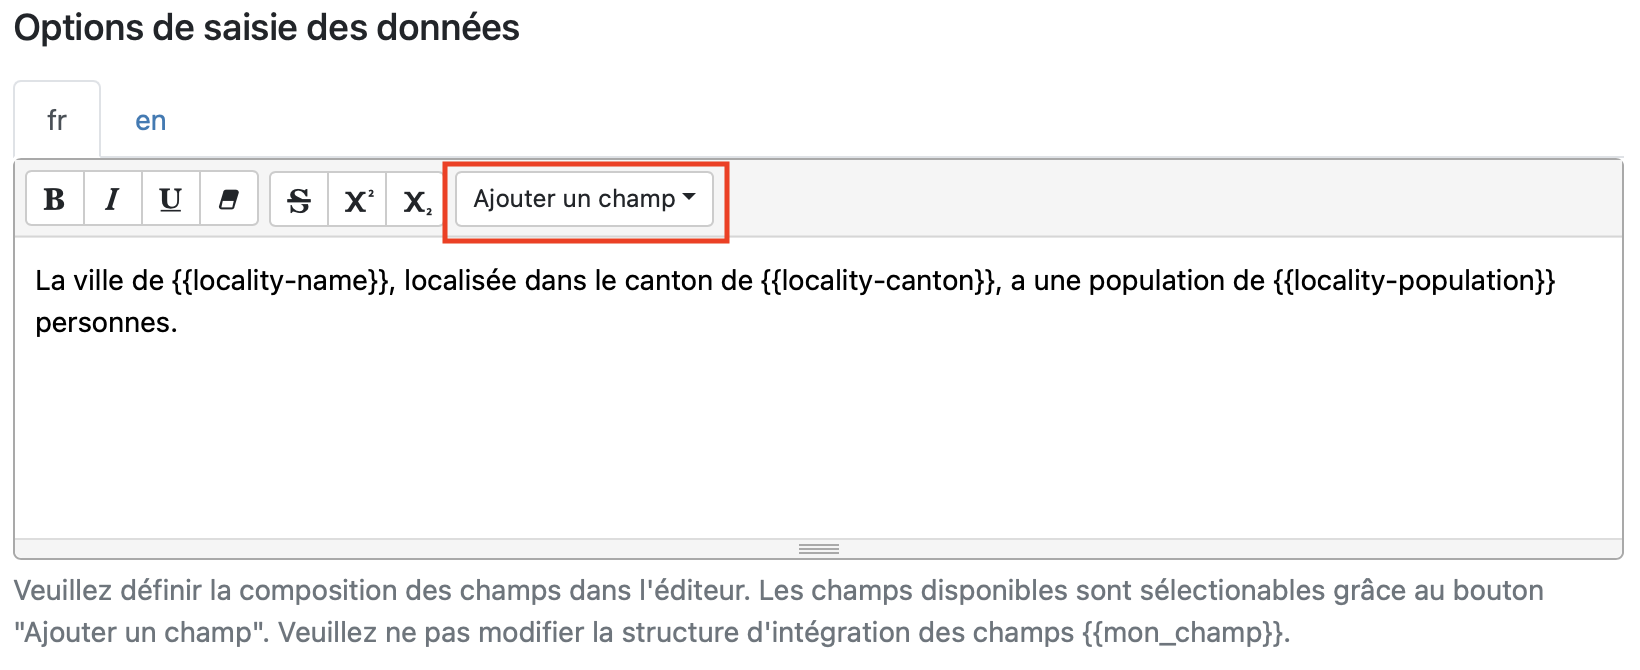 Options de saisie des données
fr en
B I U S X² X₂ Ajouter un champ
La ville de {{locality-name}}, localisée dans le canton de {{locality-canton}}, a une population de {{locality-population}}
personnes.
Veuillez définir la composition des champs dans l'éditeur. Les champs disponibles sont sélectionables grâce au bouton
"Ajouter un champ". Veuillez ne pas modifier la structure d'intégration des champs {{mon_champ}}.